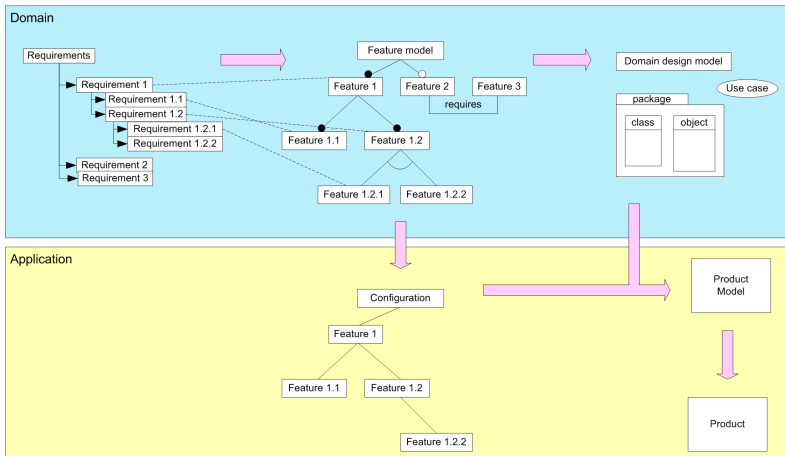 Domain
Requirements
Requirement 1
Requirement 1.1
Requirement 1.2
Requirement 1.2.1
Requirement 1.2.2
Requirement 2
Requirement 3
Feature model
Feature 1
Feature 2
Feature 3
requires
Feature 1.1
Feature 1.2
Feature 1.2.1
Feature 1.2.2
Domain design model
Use case
package
class
object
Application
Configuration
Feature 1
Feature 1.1
Feature 1.2
Feature 1.2.2
Product
Model
Product